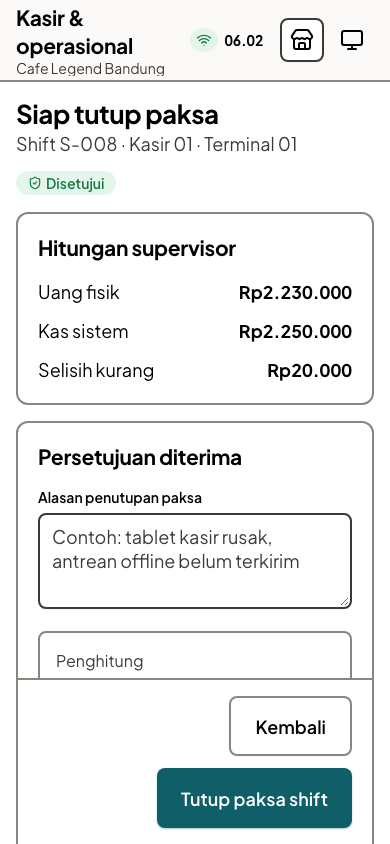 Kasir &
operasional
Cafe Legend Bandung
06.02
Siap tutup paksa
Shift S-008 · Kasir 01 · Terminal 01
Disetujui
Hitungan supervisor
Uang fisik Rp2.230.000
Kas sistem Rp2.250.000
Selisih kurang Rp20.000
Persetujuan diterima
Alasan penutupan paksa
Contoh: tablet kasir rusak,
antrean offline belum terkirim
Penghitung
Kembali
Tutup paksa shift